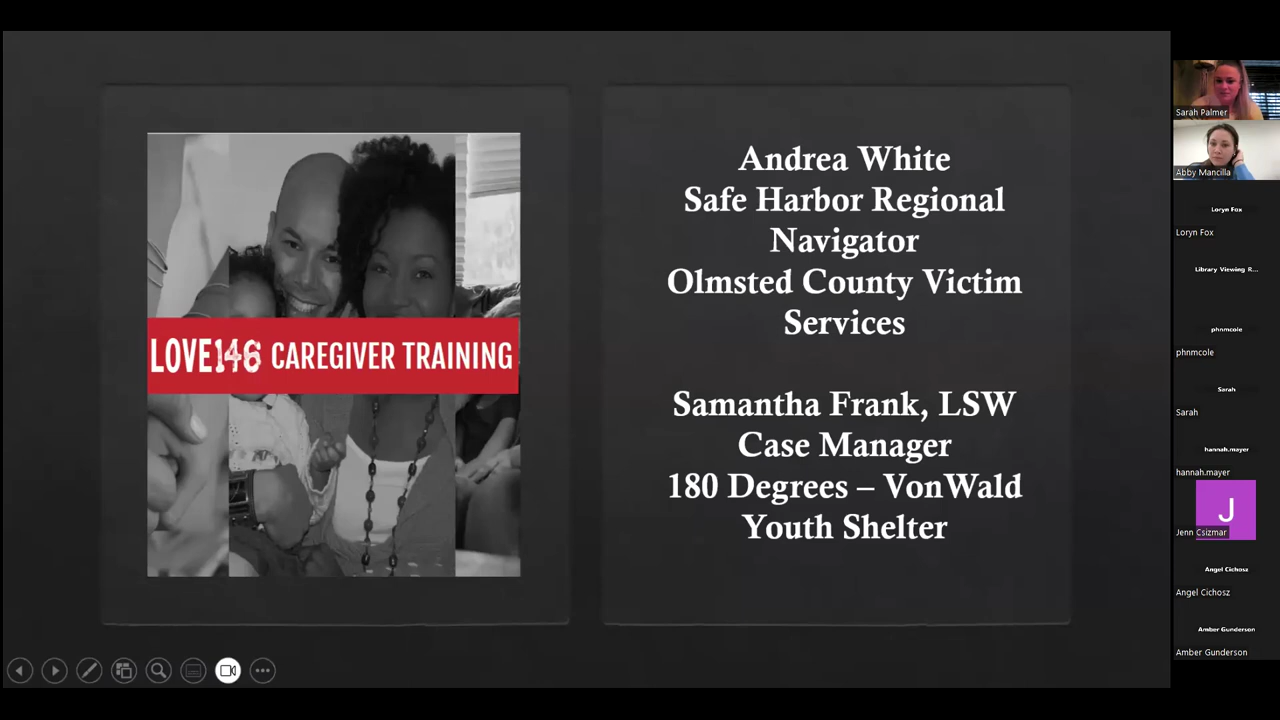 LOVE146 CAREGIVER TRAINING
Andrea White
Safe Harbor Regional
Navigator
Olmsted County Victim
Services
Samantha Frank, LSW
Case Manager
180 Degrees – VonWald
Youth Shelter
Sarah Palmer
Abby Mancilla
Loryn Fox
Loryn Fox
Library Viewing R...
phnmcole
phnmcole
Sarah
Sarah
hannah.mayer
hannah.mayer
J
Jenn Csizmar
Angel Cichosz
Angel Cichosz
Amber Gunderson
Amber Gunderson